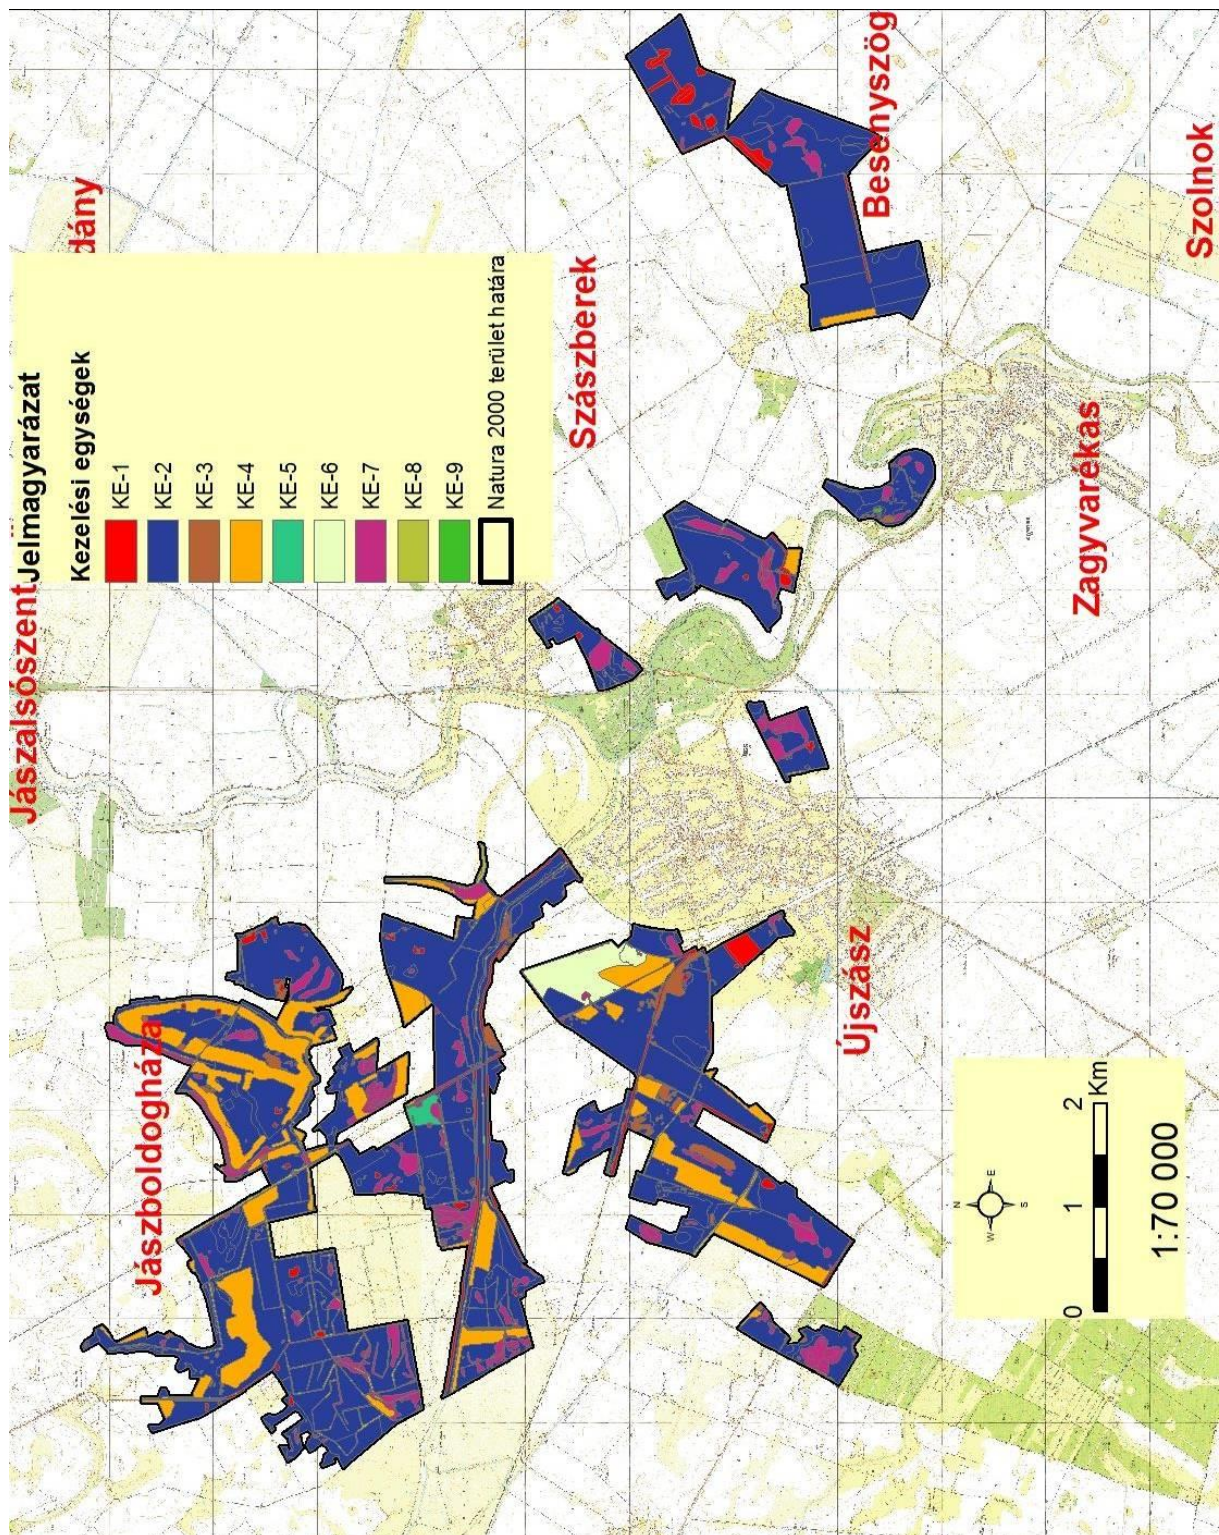 Jászalsószent
dány
Jelmagyarázat
Kezelési egységek
KE-1
KE-2
KE-3
KE-4
KE-5
KE-6
KE-7
KE-8
KE-9
Natura 2000 terület határa
Jászboldogháza
Szászberek
Besenyszög
Újszász
Zagyvarékas
Szolnok
N
W
E
S
0 1 2 Km
1:70 000